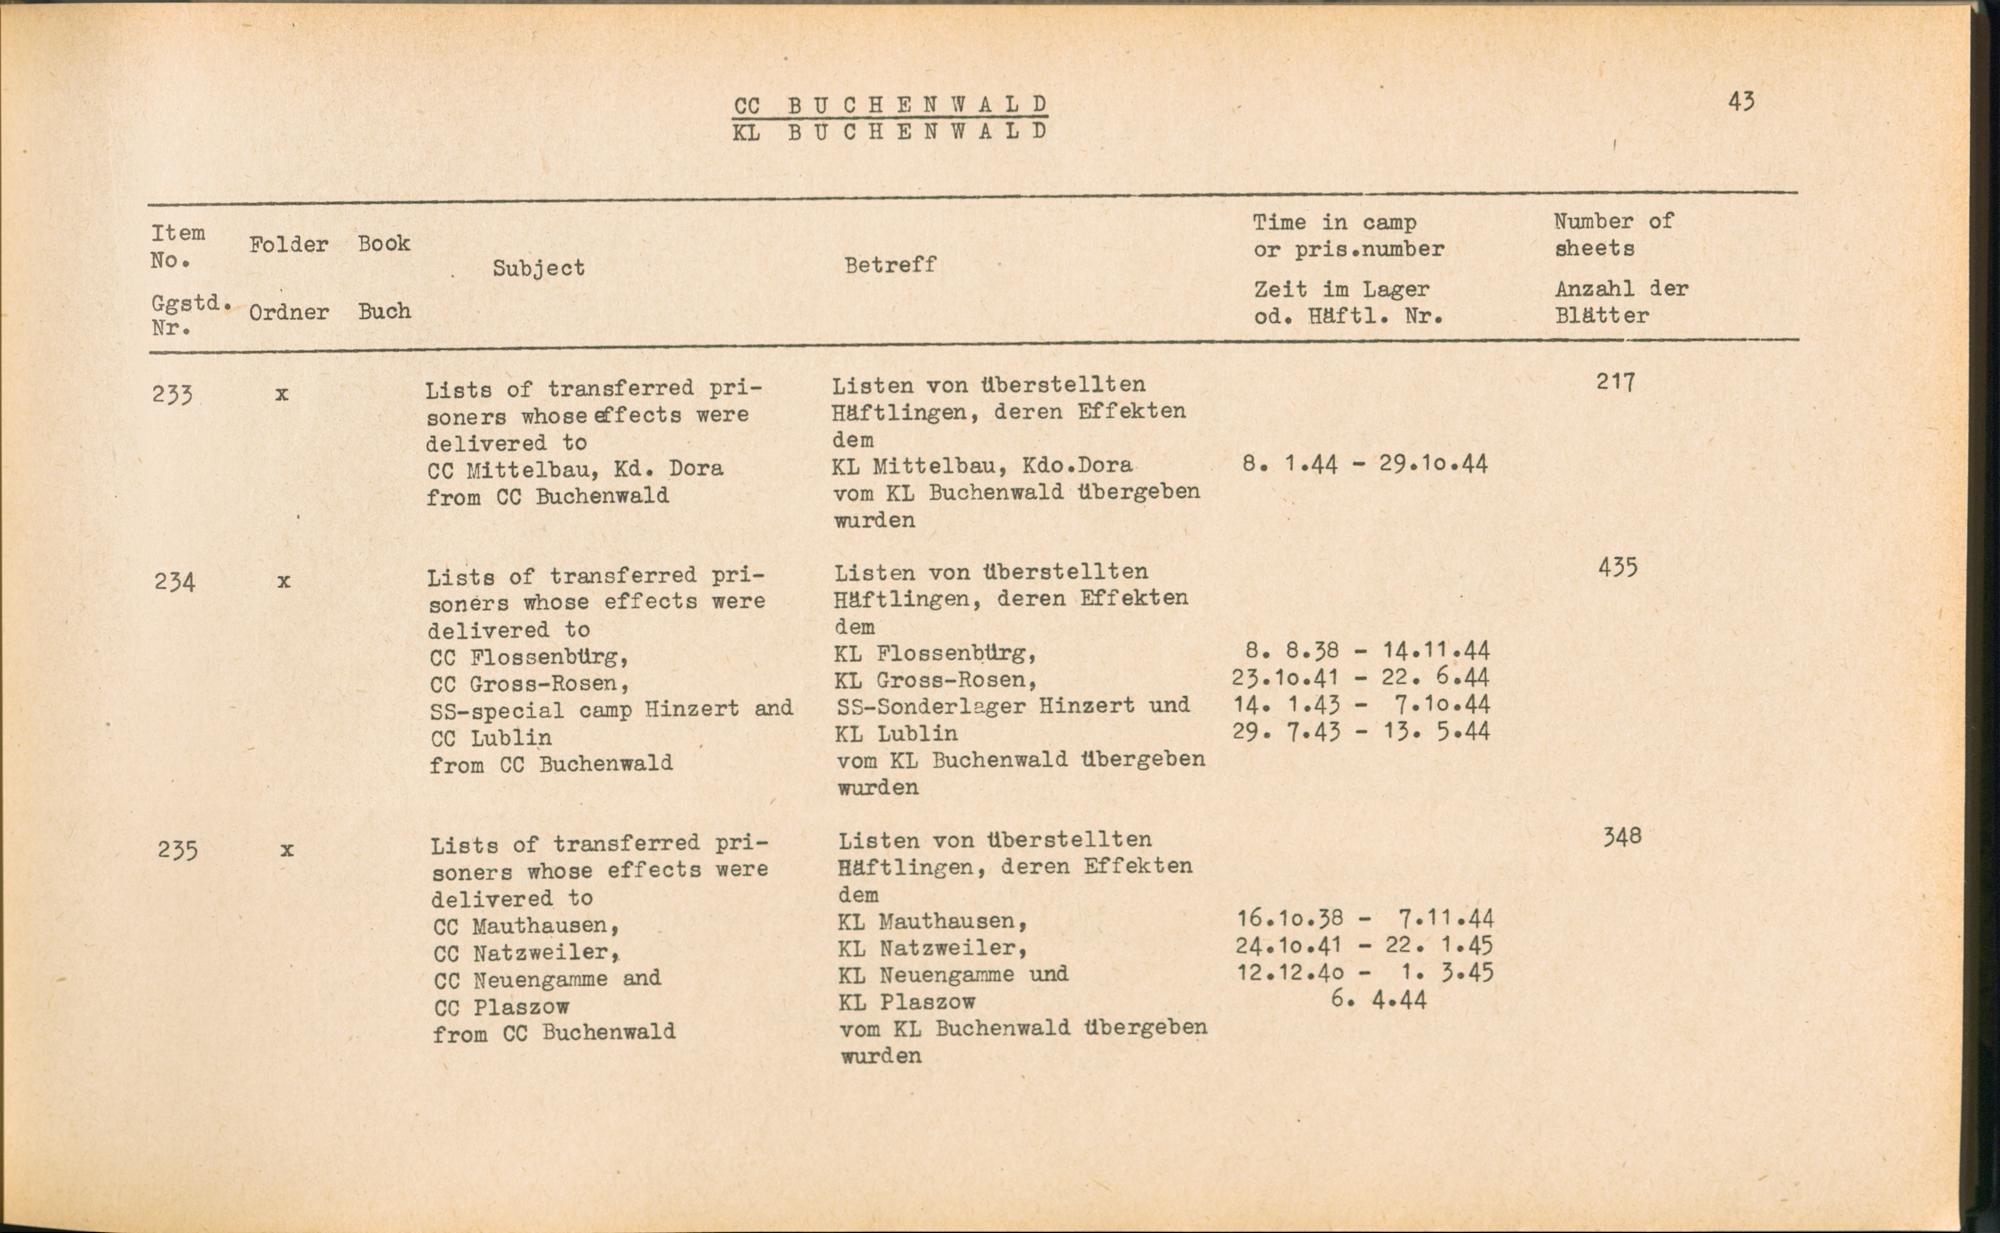 CC BUCHENWALD
KL BUCHENWALD
43
Item No. Folder Book Subject Betreff Time in camp or pris.number Number of sheets
Ggstd. Nr. Ordner Buch Zeit im Lager od. Häftl. Nr. Anzahl der Blätter
233 x
Lists of transferred pri-
soners whose effects were
delivered to
CC Mittelbau, Kd. Dora
from CC Buchenwald
Listen von überstellten
Häftlingen, deren Effekten
dem
KL Mittelbau, Kdo.Dora
vom KL Buchenwald übergeben
wurden
8. 1.44 - 29.10.44
217
234 x
Lists of transferred pri-
soners whose effects were
delivered to
CC Flossenbürg,
CC Gross-Rosen,
SS-special camp Hinzert and
CC Lublin
from CC Buchenwald
Listen von überstellten
Häftlingen, deren Effekten
dem
KL Flossenbürg,
KL Gross-Rosen,
SS-Sonderlager Hinzert und
KL Lublin
vom KL Buchenwald übergeben
wurden
8. 8.38 - 14.11.44
23.10.41 - 22. 6.44
14. 1.43 - 7.10.44
29. 7.43 - 13. 5.44
435
235 x
Lists of transferred pri-
soners whose effects were
delivered to
CC Mauthausen,
CC Natzweiler,
CC Neuengamme and
CC Plaszow
from CC Buchenwald
Listen von überstellten
Häftlingen, deren Effekten
dem
KL Mauthausen,
KL Natzweiler,
KL Neuengamme und
KL Plaszow
vom KL Buchenwald übergeben
wurden
16.10.38 - 7.11.44
24.10.41 - 22. 1.45
12.12.40 - 1. 3.45
6. 4.44
348